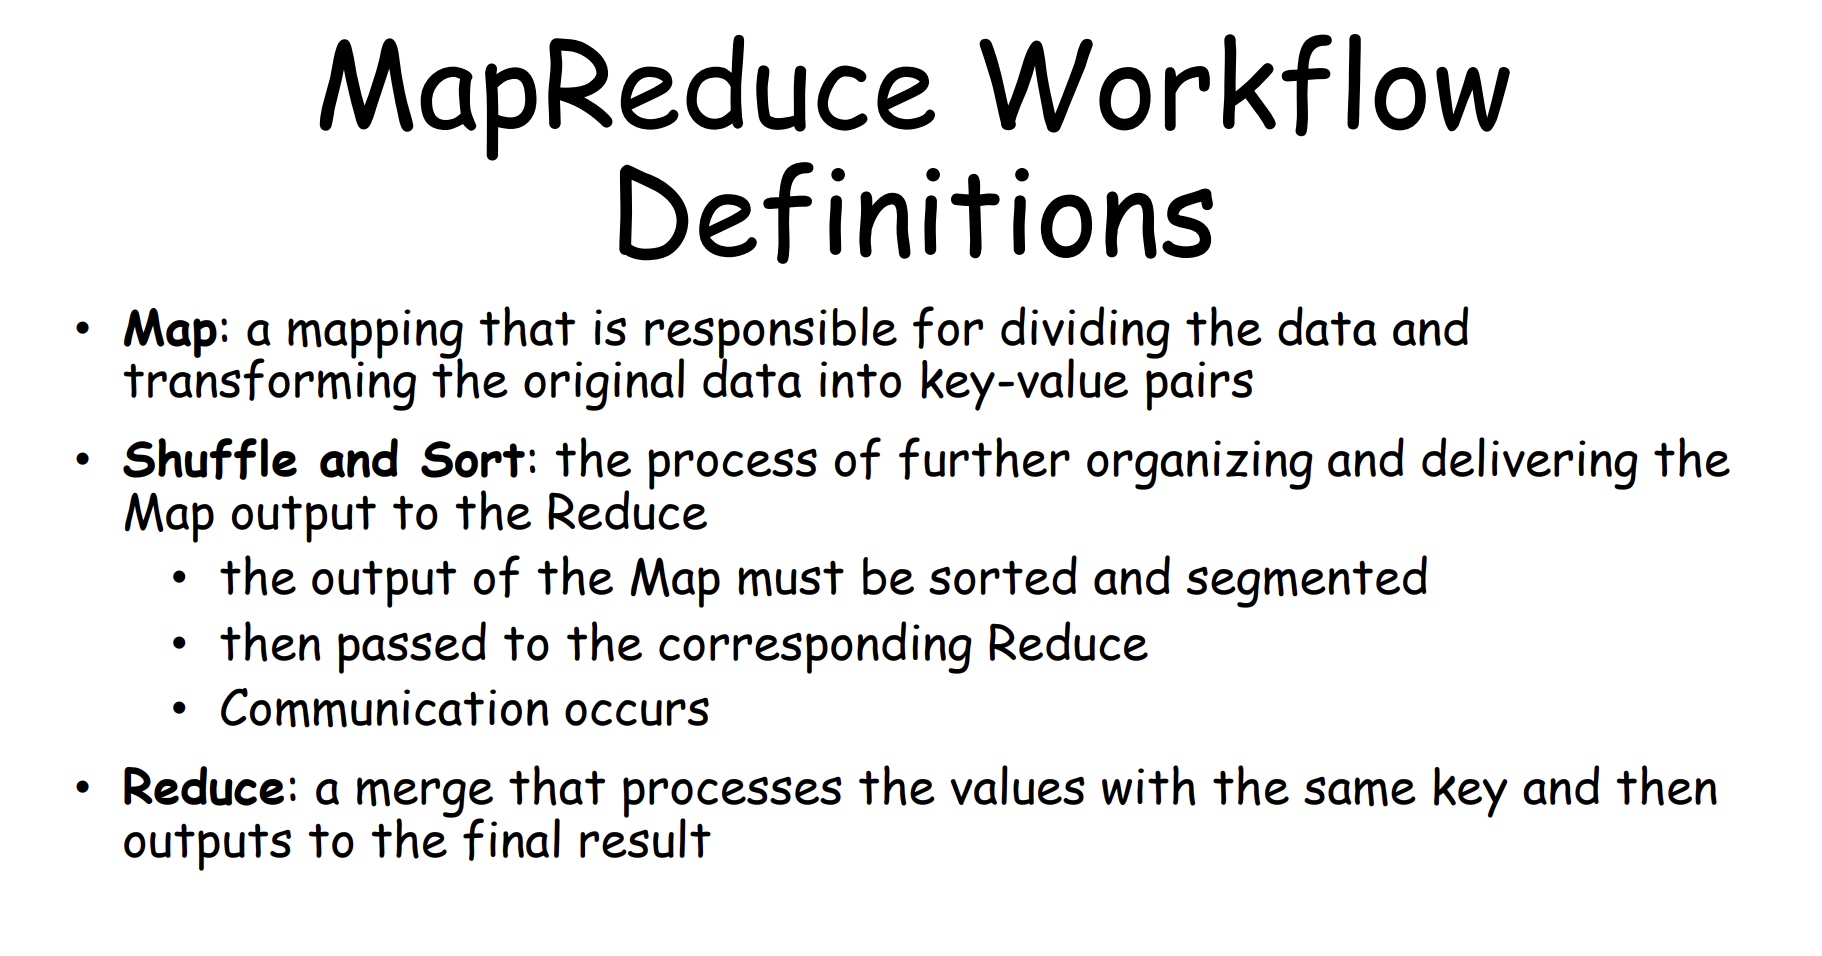 MapReduce Workflow
Definitions
• Map: a mapping that is responsible for dividing the data and
transforming the original data into key-value pairs
• Shuffle and Sort: the process of further organizing and delivering the
Map output to the Reduce
• the output of the Map must be sorted and segmented
• then passed to the corresponding Reduce
• Communication occurs
• Reduce: a merge that processes the values with the same key and then
outputs to the final result